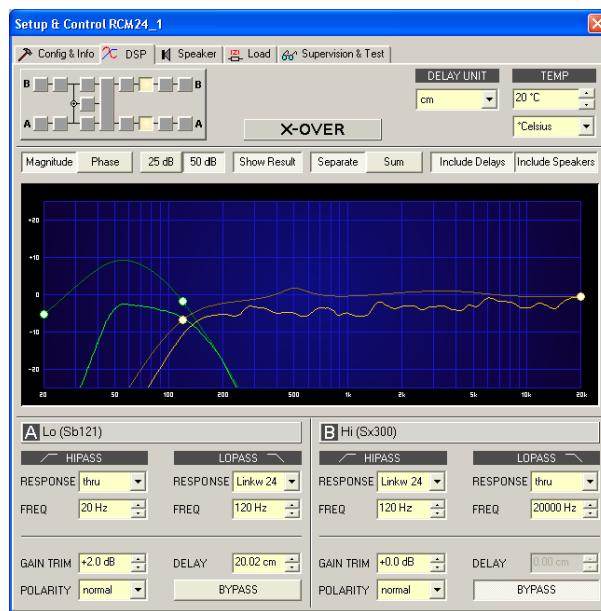 Setup & Control RCM24_1
Config & Info DSP Speaker Load Supervision & Test
B B
A A
DELAY UNIT TEMP
cm 20 °C
°Celsius
X-OVER
Magnitude Phase 25 dB 50 dB Show Result Separate Sum Include Delays Include Speakers
+20
+10
0
-10
-20
20 50 100 200 500 1k 2k 5k 10k 20k
A Lo (Sb121) B Hi (Sx300)
HIPASS LOPASS HIPASS LOPASS
RESPONSE thru RESPONSE Linkw 24 RESPONSE Linkw 24 RESPONSE thru
FREQ 20 Hz FREQ 120 Hz FREQ 120 Hz FREQ 20000 Hz
GAIN TRIM +2.0 dB DELAY 20.02 cm GAIN TRIM +0.0 dB DELAY 0.00 cm
POLARITY normal BYPASS POLARITY normal BYPASS